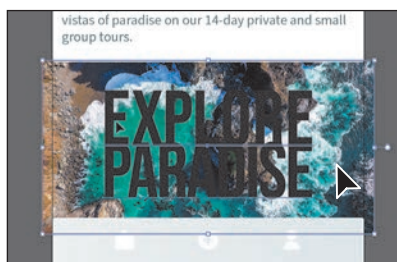 vistas of paradise on our 14-day private and small
group tours.
EXPLORE
PARADISE